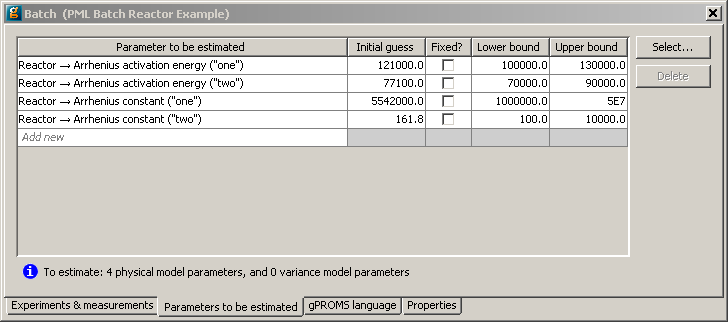 Batch (PML Batch Reactor Example)
Parameter to be estimated Initial guess Fixed? Lower bound Upper bound
Reactor → Arrhenius activation energy ("one") 121000.0 100000.0 130000.0
Reactor → Arrhenius activation energy ("two") 77100.0 70000.0 90000.0
Reactor → Arrhenius constant ("one") 5542000.0 1000000.0 5E7
Reactor → Arrhenius constant ("two") 161.8 100.0 10000.0
Add new
Select...
Delete
To estimate: 4 physical model parameters, and 0 variance model parameters
Experiments & measurements Parameters to be estimated gPROMS language Properties